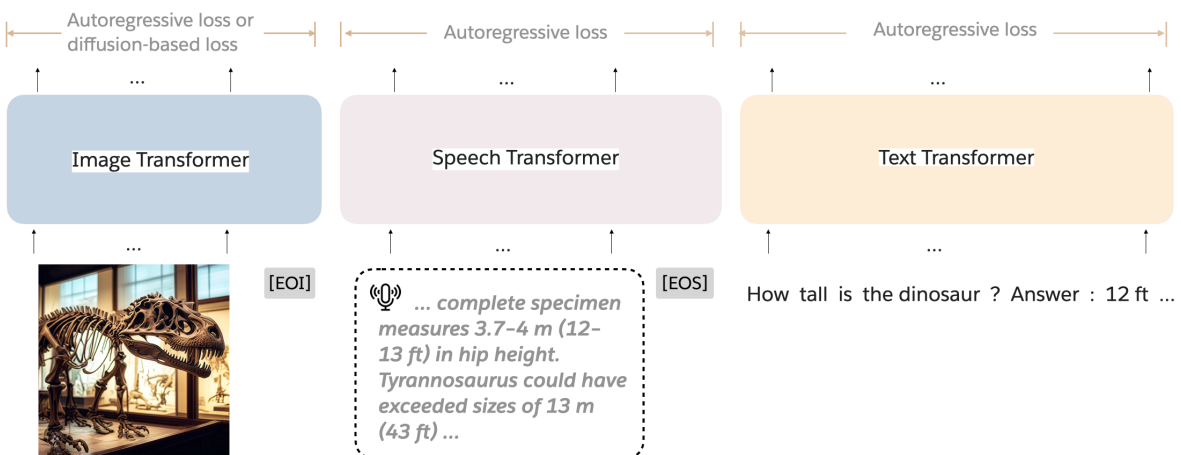 Autoregressive loss or
diffusion-based loss
Autoregressive loss
Autoregressive loss
...
...
...
Image Transformer
Speech Transformer
Text Transformer
...
...
...
[EOI]
... complete specimen
measures 3.7–4 m (12–
13 ft) in hip height.
Tyrannosaurus could have
exceeded sizes of 13 m
(43 ft) ...
[EOS]
How tall is the dinosaur ? Answer : 12 ft ...